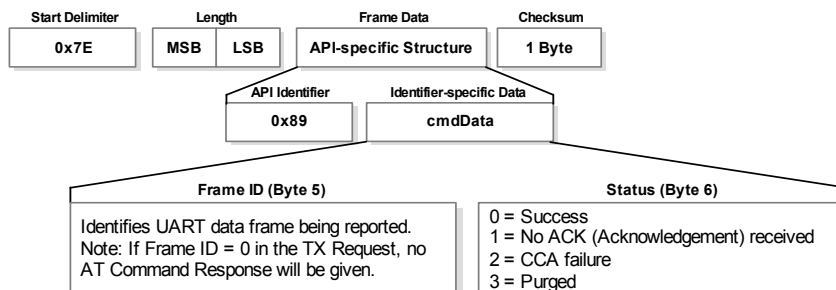 Start Delimiter Length Frame Data Checksum
0x7E MSB LSB API-specific Structure 1 Byte
API Identifier Identifier-specific Data
0x89 cmdData
Frame ID (Byte 5)
Identifies UART data frame being reported.
Note: If Frame ID = 0 in the TX Request, no
AT Command Response will be given.
Status (Byte 6)
0 = Success
1 = No ACK (Acknowledgement) received
2 = CCA failure
3 = Purged